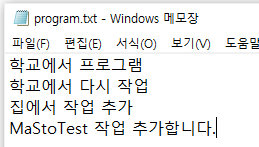 program.txt - Windows 메모장
파일(F) 편집(E) 서식(O) 보기(V) 도움말
학교에서 프로그램
학교에서 다시 작업
집에서 작업 추가
MaStoTest 작업 추가합니다.